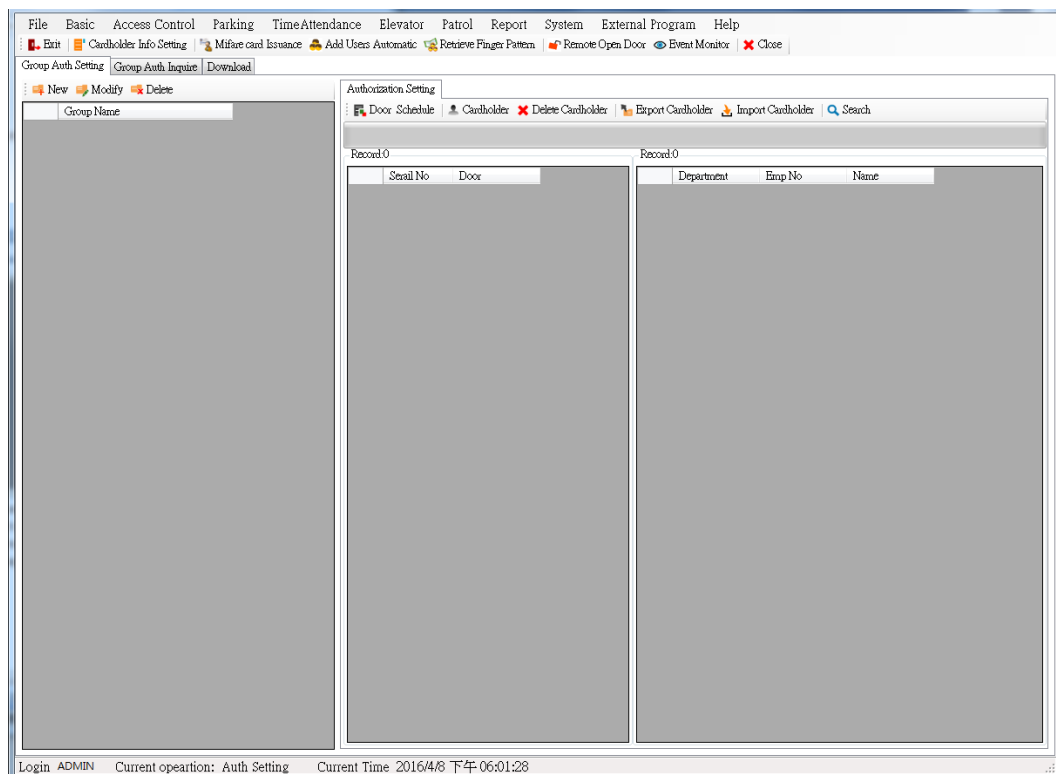 File Basic Access Control Parking TimeAttendance Elevator Patrol Report System External Program Help
Exit Cardholder Info Setting Mifare card Issuance Add Users Automatic Retrieve Finger Pattern Remote Open Door Event Monitor Close
Group Auth Setting Group Auth Inquire Download
New Modify Delete
Group Name
Authorization Setting
Door Schedule Cardholder Delete Cardholder Export Cardholder Import Cardholder Search
Record:0
Serail No Door
Record:0
Department Emp No Name
Login ADMIN Current opeartion: Auth Setting Current Time 2016/4/8 下午 06:01:28